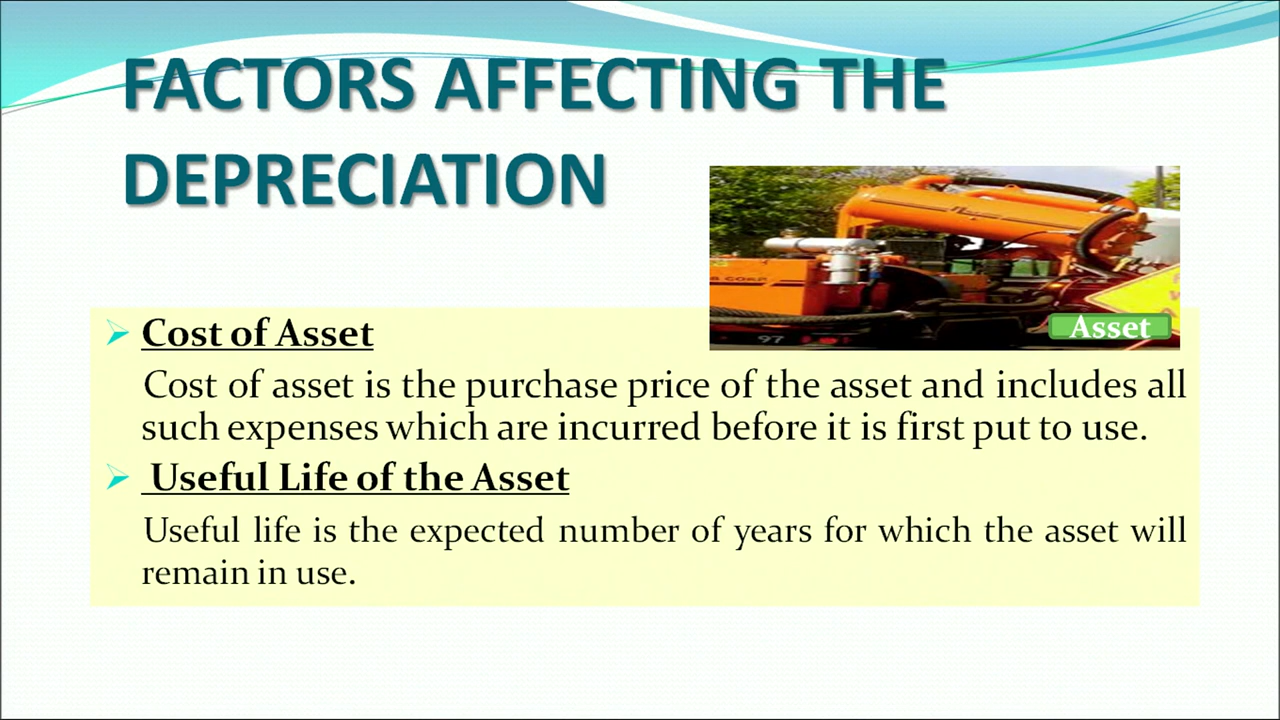 FACTORS AFFECTING THE
DEPRECIATION
CORP
97
Asset
Cost of Asset
Cost of asset is the purchase price of the asset and includes all
such expenses which are incurred before it is first put to use.
Useful Life of the Asset
Useful life is the expected number of years for which the asset will
remain in use.